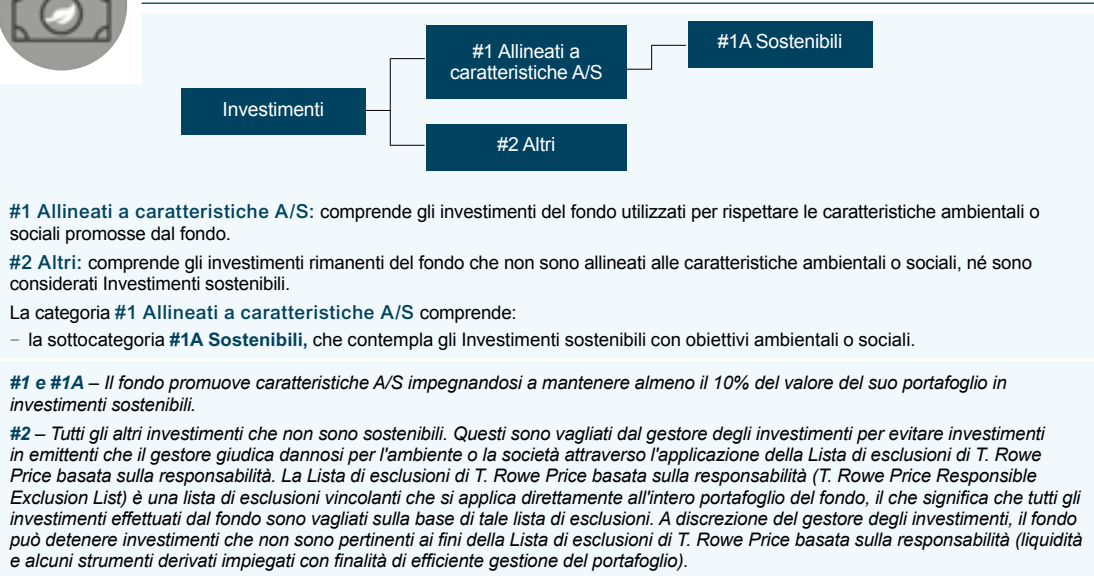 #1 Allineati a
caratteristiche A/S
#1A Sostenibili
Investimenti
#2 Altri
#1 Allineati a caratteristiche A/S: comprende gli investimenti del fondo utilizzati per rispettare le caratteristiche ambientali o
sociali promosse dal fondo.
#2 Altri: comprende gli investimenti rimanenti del fondo che non sono allineati alle caratteristiche ambientali o sociali, né sono
considerati Investimenti sostenibili.
La categoria #1 Allineati a caratteristiche A/S comprende:
– la sottocategoria #1A Sostenibili, che contempla gli Investimenti sostenibili con obiettivi ambientali o sociali.
#1 e #1A – Il fondo promuove caratteristiche A/S impegnandosi a mantenere almeno il 10% del valore del suo portafoglio in
investimenti sostenibili.
#2 – Tutti gli altri investimenti che non sono sostenibili. Questi sono vagliati dal gestore degli investimenti per evitare investimenti
in emittenti che il gestore giudica dannosi per l'ambiente o la società attraverso l'applicazione della Lista di esclusioni di T. Rowe
Price basata sulla responsabilità. La Lista di esclusioni di T. Rowe Price basata sulla responsabilità (T. Rowe Price Responsible
Exclusion List) è una lista di esclusioni vincolanti che si applica direttamente all'intero portafoglio del fondo, il che significa che tutti gli
investimenti effettuati dal fondo sono vagliati sulla base di tale lista di esclusioni. A discrezione del gestore degli investimenti, il fondo
può detenere investimenti che non sono pertinenti ai fini della Lista di esclusioni di T. Rowe Price basata sulla responsabilità (liquidità
e alcuni strumenti derivati impiegati con finalità di efficiente gestione del portafoglio).